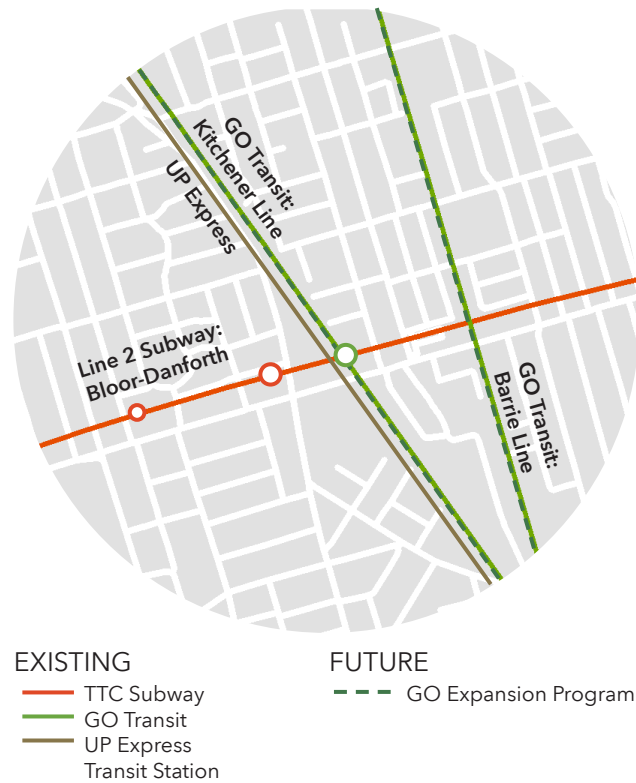 GO Transit:
Kitchener Line
UP Express
Line 2 Subway:
Bloor-Danforth
GO Transit:
Barrie Line
EXISTING
TTC Subway
GO Transit
UP Express
Transit Station
FUTURE
GO Expansion Program